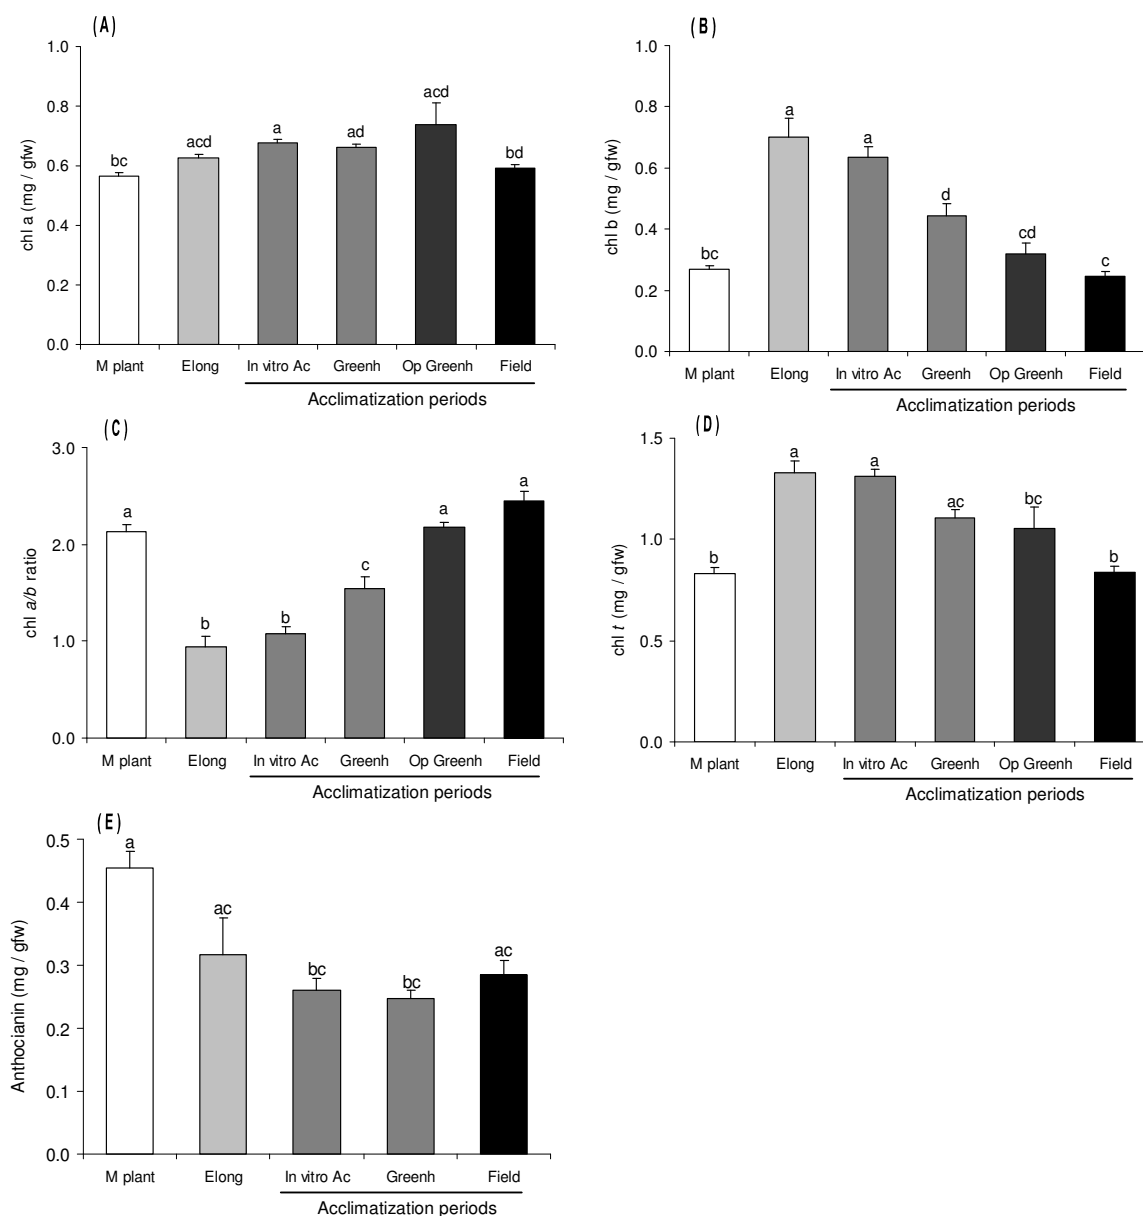 (A)
chl a (mg / gfw)
1.0
0.8
0.6
0.4
0.2
0.0
bc
acd
a
ad
acd
bd
M plant Elong In vitro Ac Greenh Op Greenh Field
Acclimatization periods
(B)
chl b (mg / gfw)
1.0
0.8
0.6
0.4
0.2
0.0
bc
a
a
d
cd
c
M plant Elong In vitro Ac Greenh Op Greenh Field
Acclimatization periods
(C)
chl a/b ratio
3.0
2.0
1.0
0.0
a
b
b
c
a
a
M plant Elong In vitro Ac Greenh Op Greenh Field
Acclimatization periods
(D)
chl t (mg / gfw)
1.5
1.0
0.5
0.0
b
a
a
ac
bc
b
M plant Elong In vitro Ac Greenh Op Greenh Field
Acclimatization periods
(E)
Anthocianin (mg / gfw)
0.5
0.4
0.3
0.2
0.1
0.0
a
ac
bc
bc
ac
M plant Elong In vitro Ac Greenh Field
Acclimatization periods